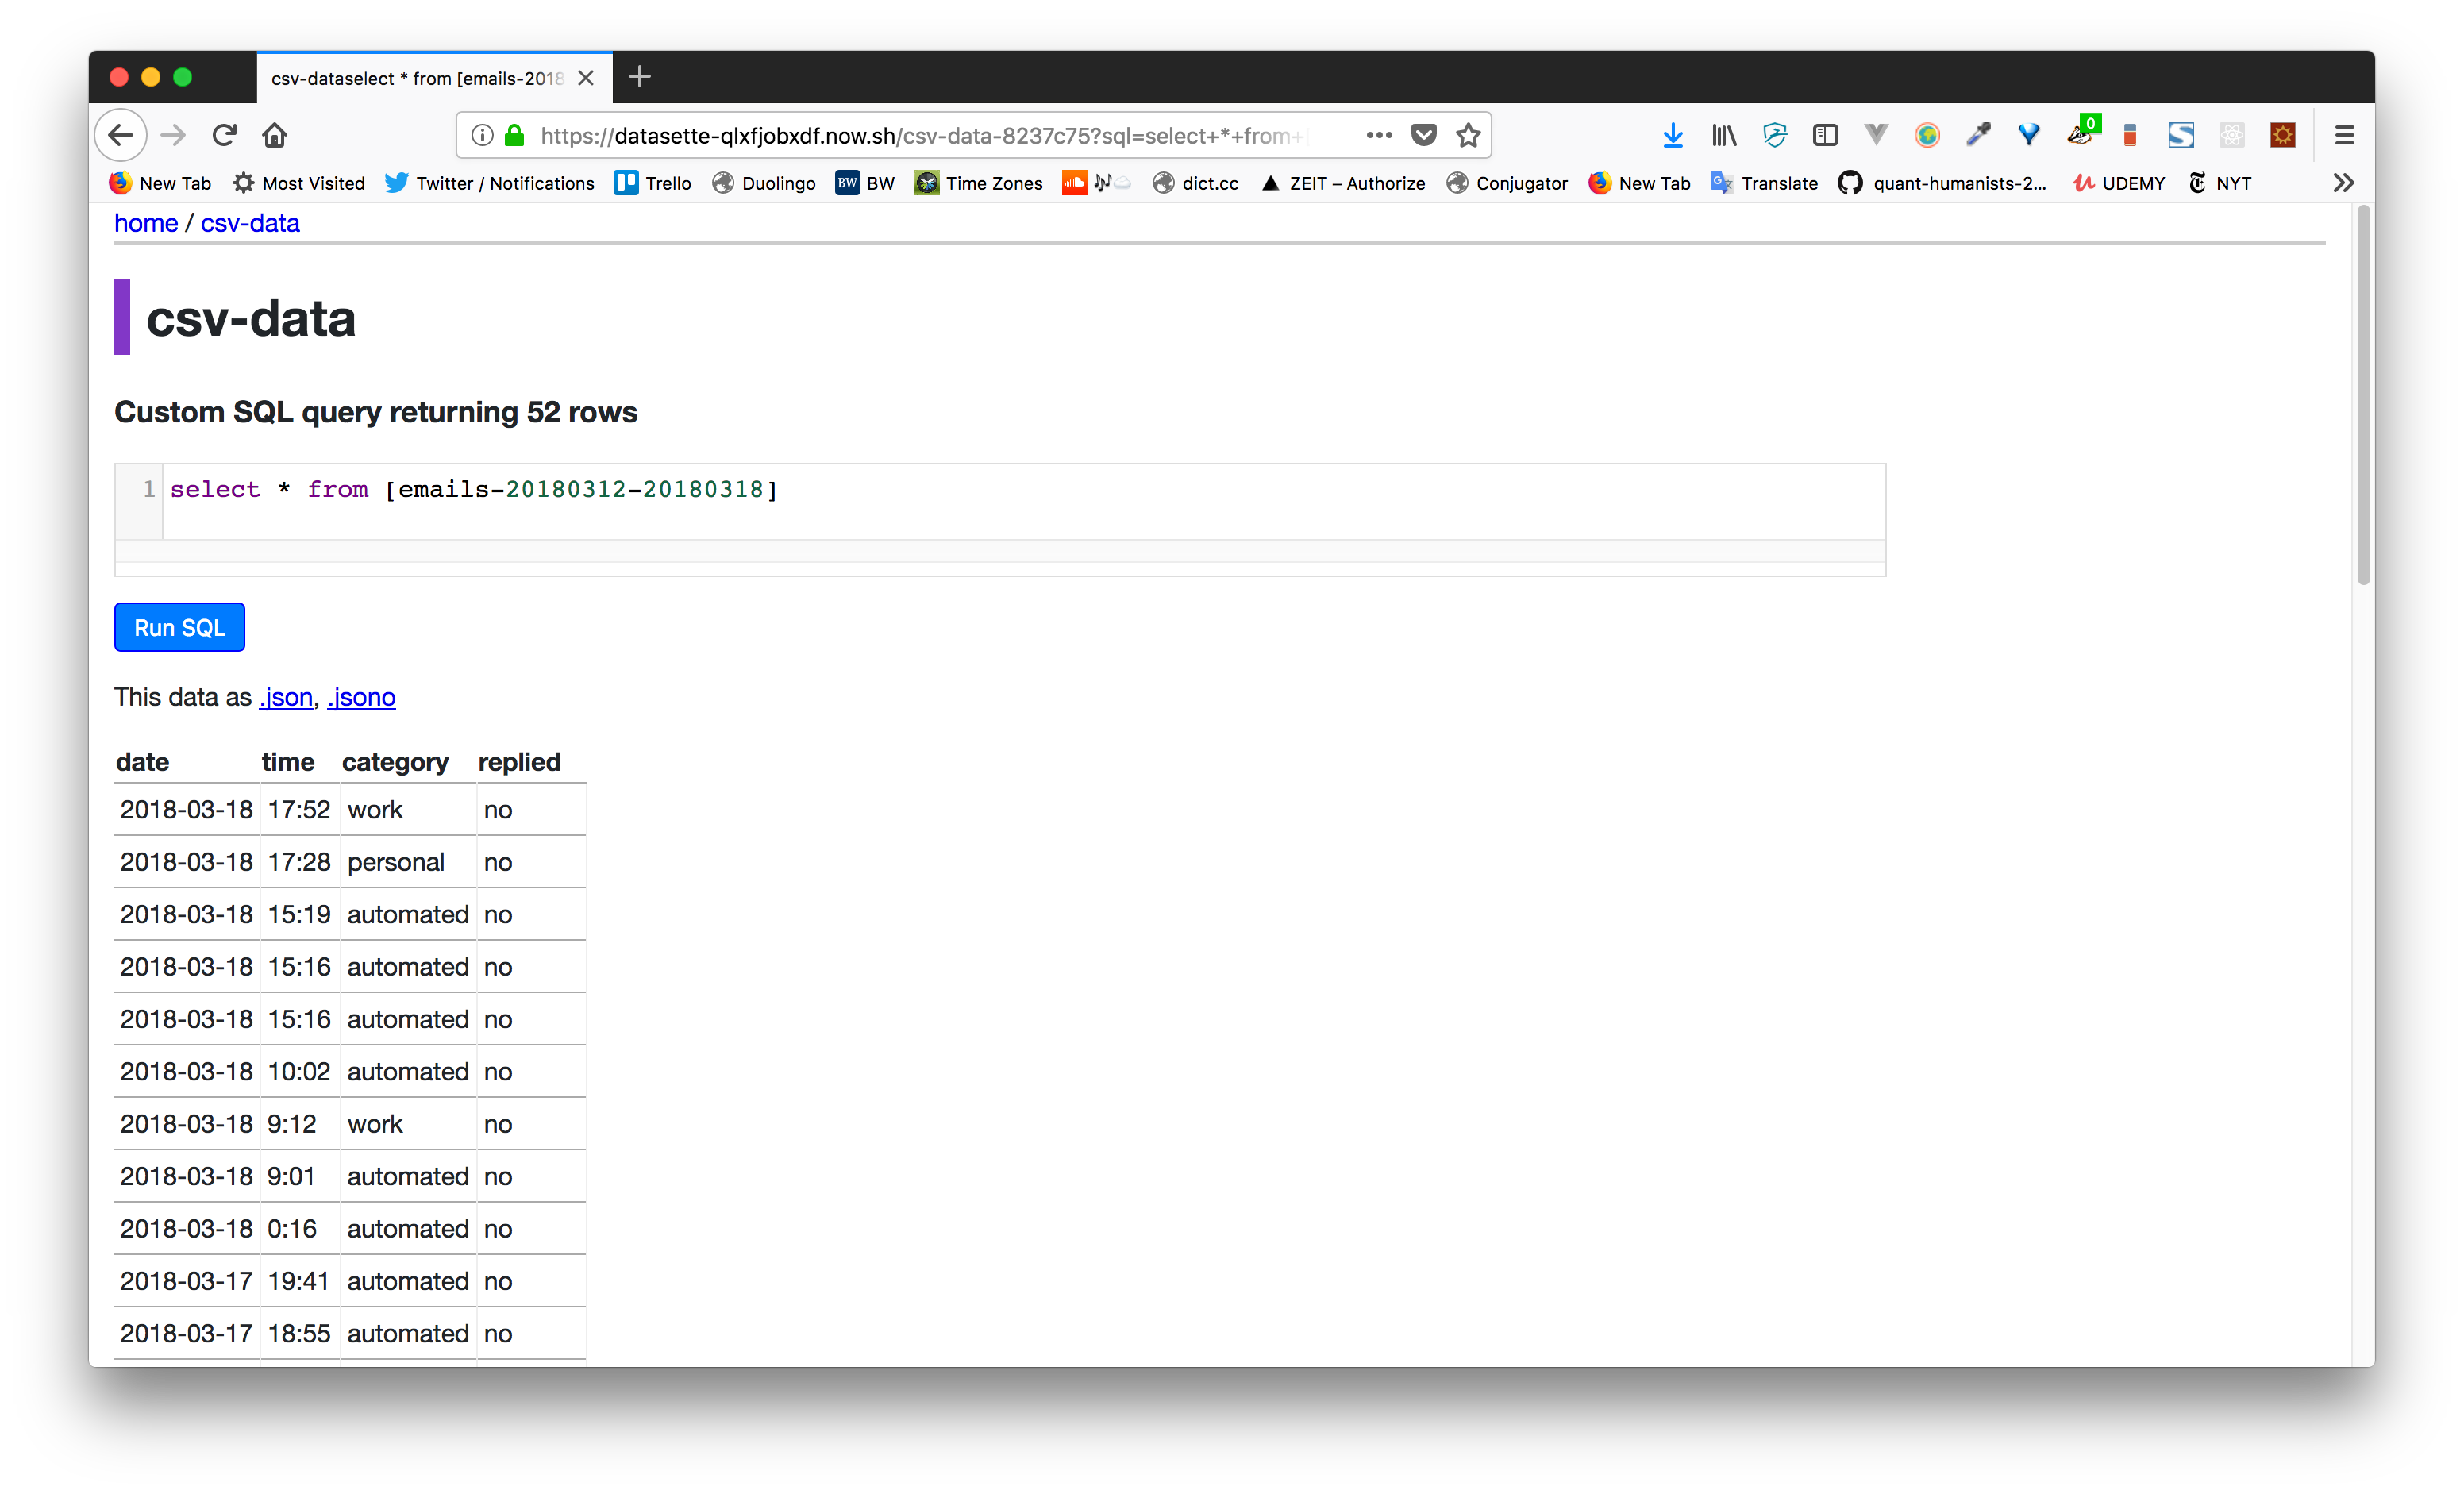 csv-dataselect * from [emails-2018
https://datasette-qlxfjobxdf.now.sh/csv-data-8237c75?sql=select+*+from+
0
New Tab Most Visited Twitter / Notifications Trello Duolingo BW BW Time Zones dict.cc ZEIT – Authorize Conjugator New Tab Translate quant-humanists-2... UDEMY NYT
home / csv-data
csv-data
Custom SQL query returning 52 rows
1 select * from [emails-20180312-20180318]
Run SQL
This data as .json, .jsono
date time category replied
2018-03-18 17:52 work no
2018-03-18 17:28 personal no
2018-03-18 15:19 automated no
2018-03-18 15:16 automated no
2018-03-18 15:16 automated no
2018-03-18 10:02 automated no
2018-03-18 9:12 work no
2018-03-18 9:01 automated no
2018-03-18 0:16 automated no
2018-03-17 19:41 automated no
2018-03-17 18:55 automated no